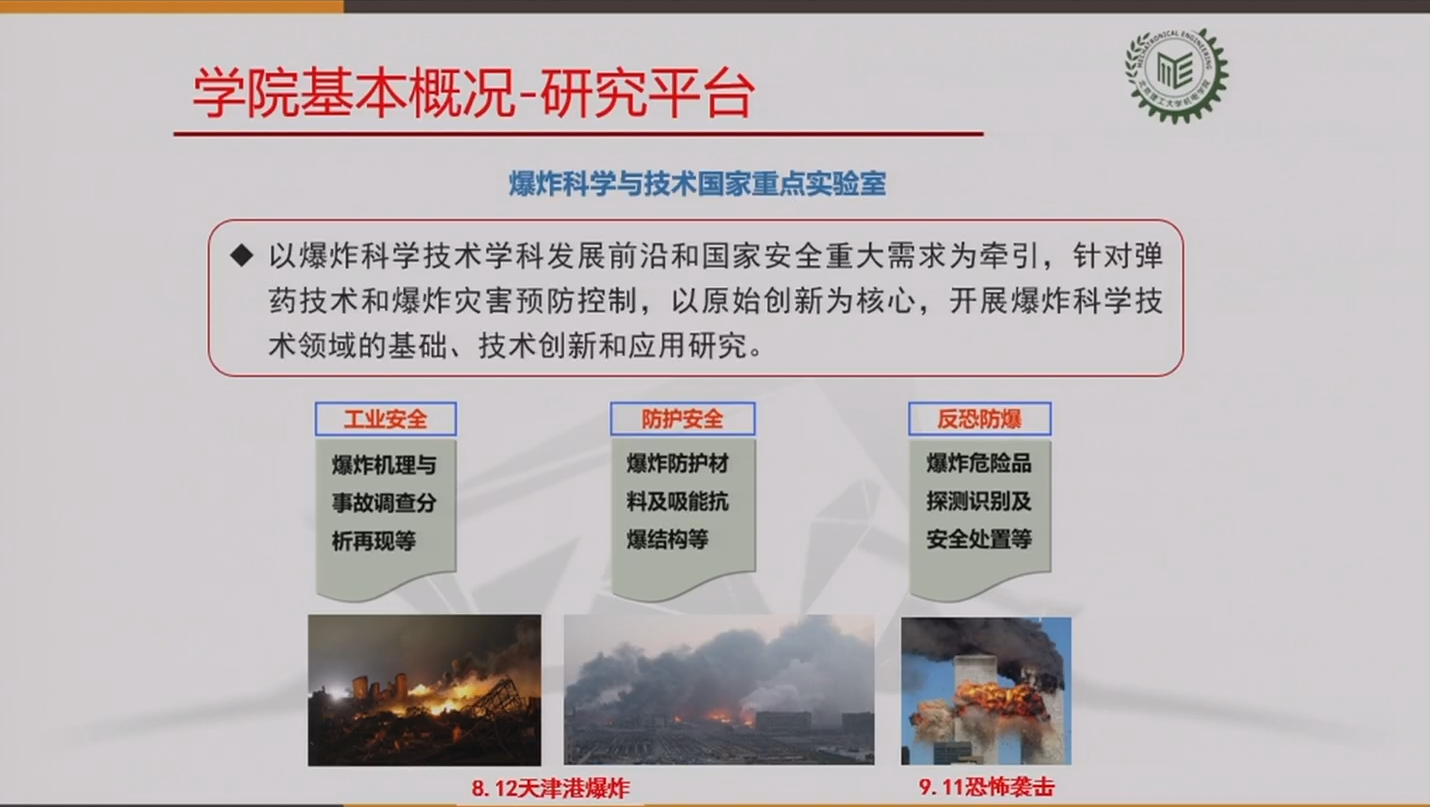 学院基本概况-研究平台
MECHATRONICAL ENGINEERING
北京理工大学机电学院
爆炸科学与技术国家重点实验室
◆ 以爆炸科学技术学科发展前沿和国家安全重大需求为牵引，针对弹
药技术和爆炸灾害预防控制，以原始创新为核心，开展爆炸科学技
术领域的基础、技术创新和应用研究。
工业安全
爆炸机理与
事故调查分
析再现等
防护安全
爆炸防护材
料及吸能抗
爆结构等
反恐防爆
爆炸危险品
探测识别及
安全处置等
8.12天津港爆炸
9.11恐怖袭击